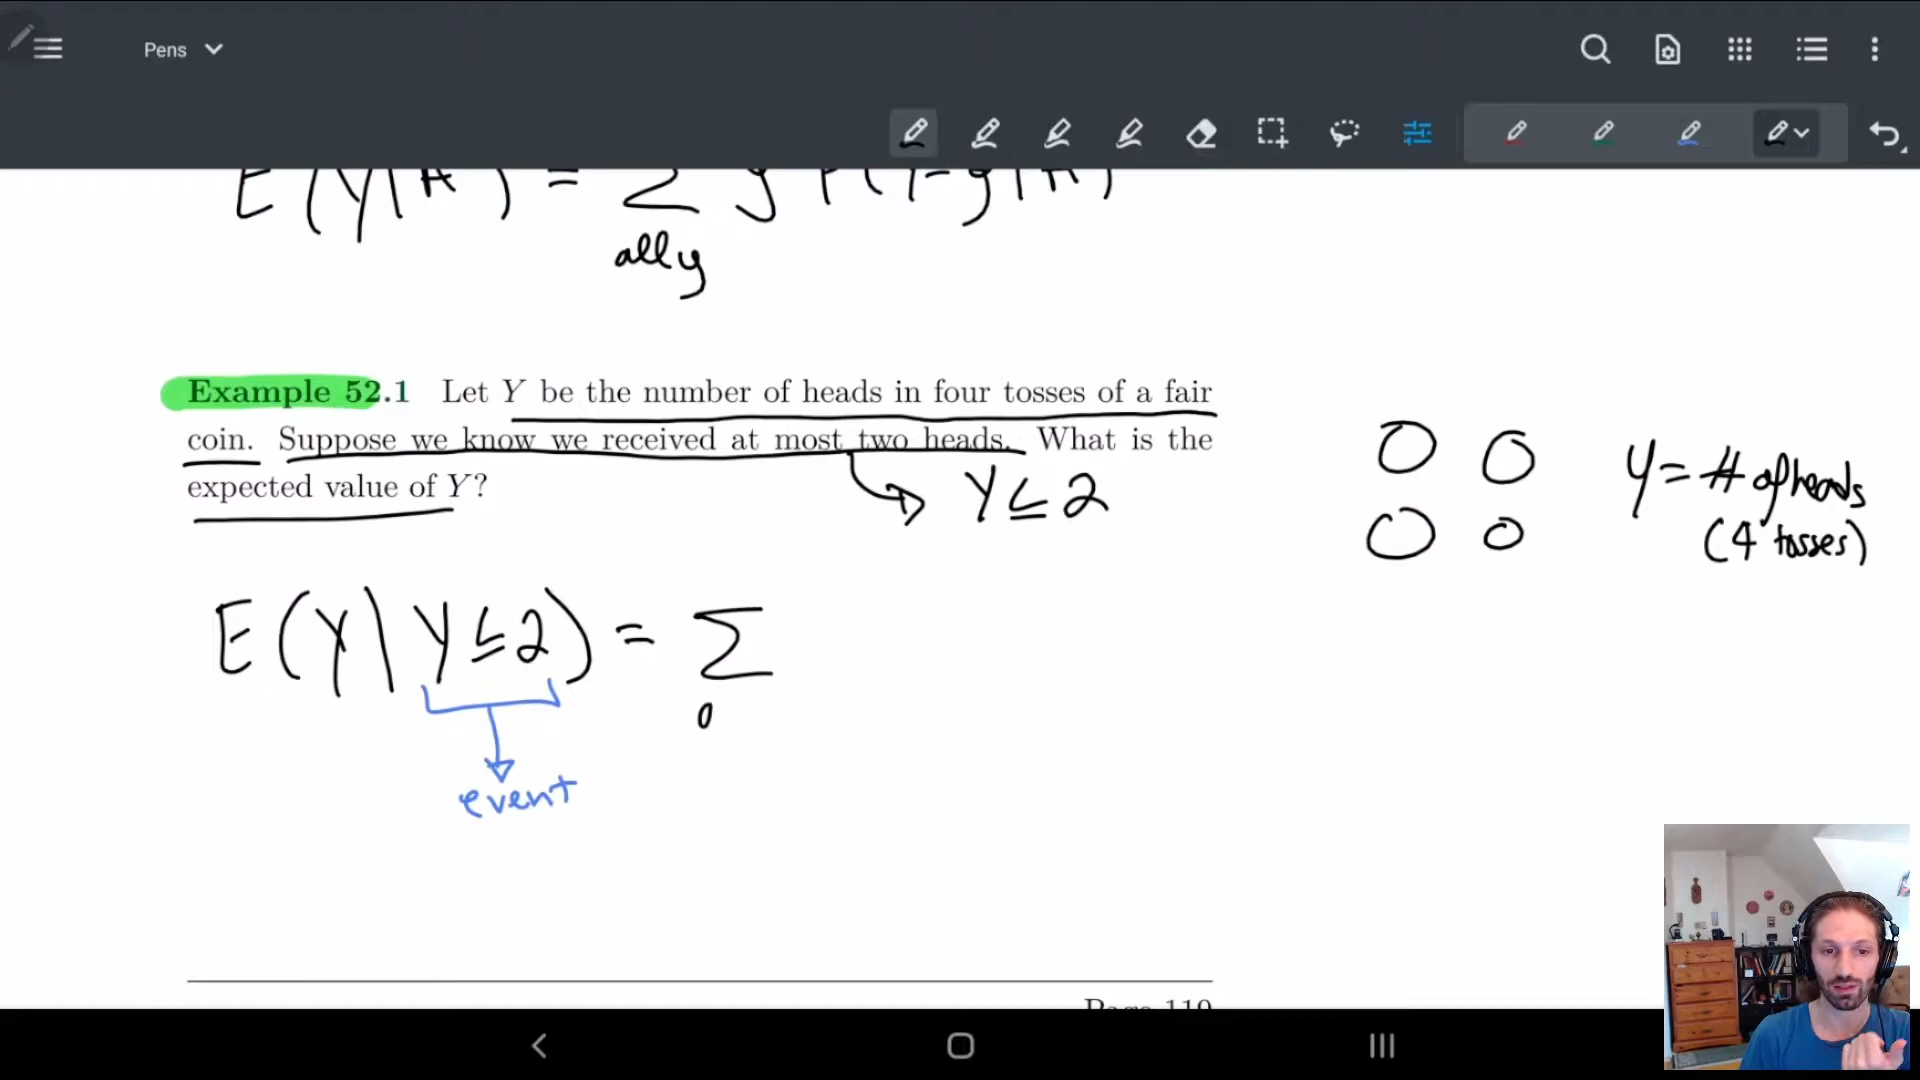 Pens
E(Y|A) = Σ y P(Y=y|A)
all y
Example 52.1 Let Y be the number of heads in four tosses of a fair
coin. Suppose we know we received at most two heads. What is the
expected value of Y?
Y ≤ 2
Y = # of heads
(4 tosses)
E(Y|Y≤2) = Σ
0
event
Page 110